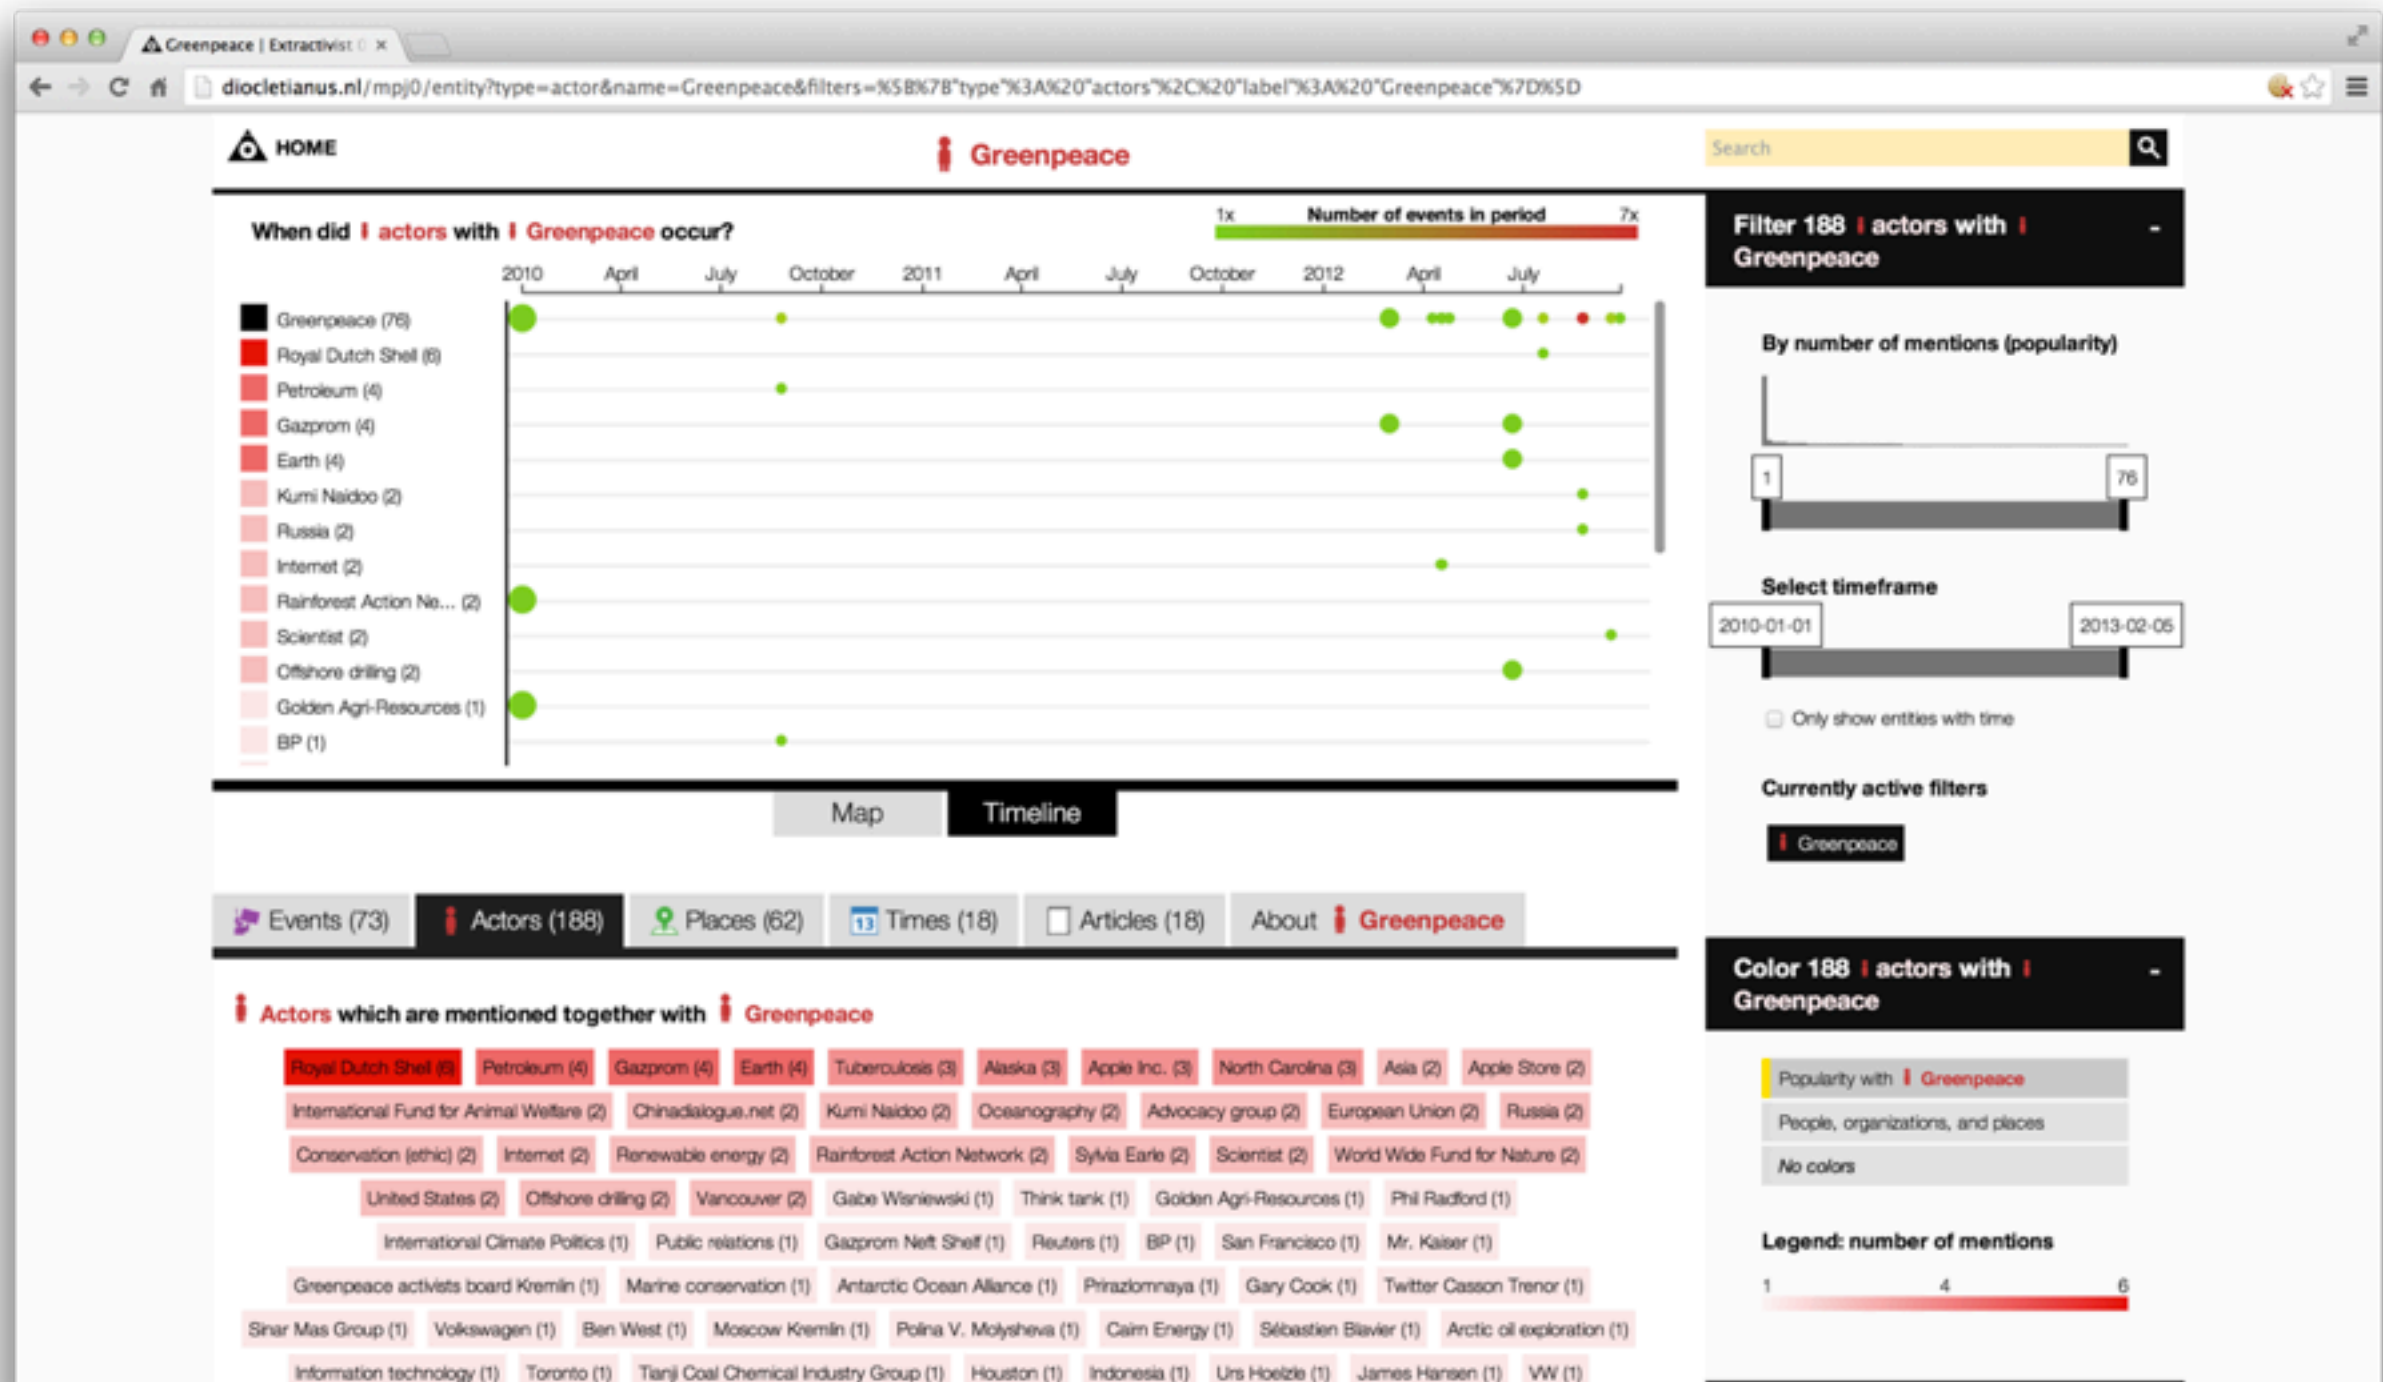 Greenpeace | Extractivist
diocletianus.nl/mpj0/entity?type=actor&name=Greenpeace&filters=%5B%7B"type"%3A%20"actors"%2C%20"label"%3A%20"Greenpeace"%7D%5D
HOME
Greenpeace
Search
When did actors with Greenpeace occur?
1x Number of events in period 7x
2010 April July October 2011 April July October 2012 April July
Greenpeace (76)
Royal Dutch Shell (6)
Petroleum (4)
Gazprom (4)
Earth (4)
Kumi Naidoo (2)
Russia (2)
Internet (2)
Rainforest Action Ne... (2)
Scientist (2)
Offshore drilling (2)
Golden Agri-Resources (1)
BP (1)
Map Timeline
Filter 188 actors with
Greenpeace
-
By number of mentions (popularity)
1 76
Select timeframe
2010-01-01 2013-02-05
Only show entities with time
Currently active filters
Greenpeace
Events (73) Actors (188) Places (62) 13 Times (18) Articles (18) About Greenpeace
Actors which are mentioned together with Greenpeace
Royal Dutch Shell (6) Petroleum (4) Gazprom (4) Earth (4) Tuberculosis (3) Alaska (3) Apple Inc. (3) North Carolina (3) Asia (2) Apple Store (2)
International Fund for Animal Welfare (2) Chinadialogue.net (2) Kumi Naidoo (2) Oceanography (2) Advocacy group (2) European Union (2) Russia (2)
Conservation (ethic) (2) Internet (2) Renewable energy (2) Rainforest Action Network (2) Sylvia Earle (2) Scientist (2) World Wide Fund for Nature (2)
United States (2) Offshore drilling (2) Vancouver (2) Gabe Wisniewski (1) Think tank (1) Golden Agri-Resources (1) Phil Radford (1)
International Climate Politics (1) Public relations (1) Gazprom Neft Shelf (1) Reuters (1) BP (1) San Francisco (1) Mr. Kaiser (1)
Greenpeace activists board Kremlin (1) Marine conservation (1) Antarctic Ocean Alliance (1) Prirazlomnaya (1) Gary Cook (1) Twitter Casson Trenor (1)
Sinar Mas Group (1) Volkswagen (1) Ben West (1) Moscow Kremlin (1) Polina V. Molysheva (1) Cairn Energy (1) Sébastien Blavier (1) Arctic oil exploration (1)
Information technology (1) Toronto (1) Tianji Coal Chemical Industry Group (1) Houston (1) Indonesia (1) Urs Hoelzle (1) James Hansen (1) VW (1)
Color 188 actors with
Greenpeace
-
Popularity with Greenpeace
People, organizations, and places
No colors
Legend: number of mentions
1 4 6